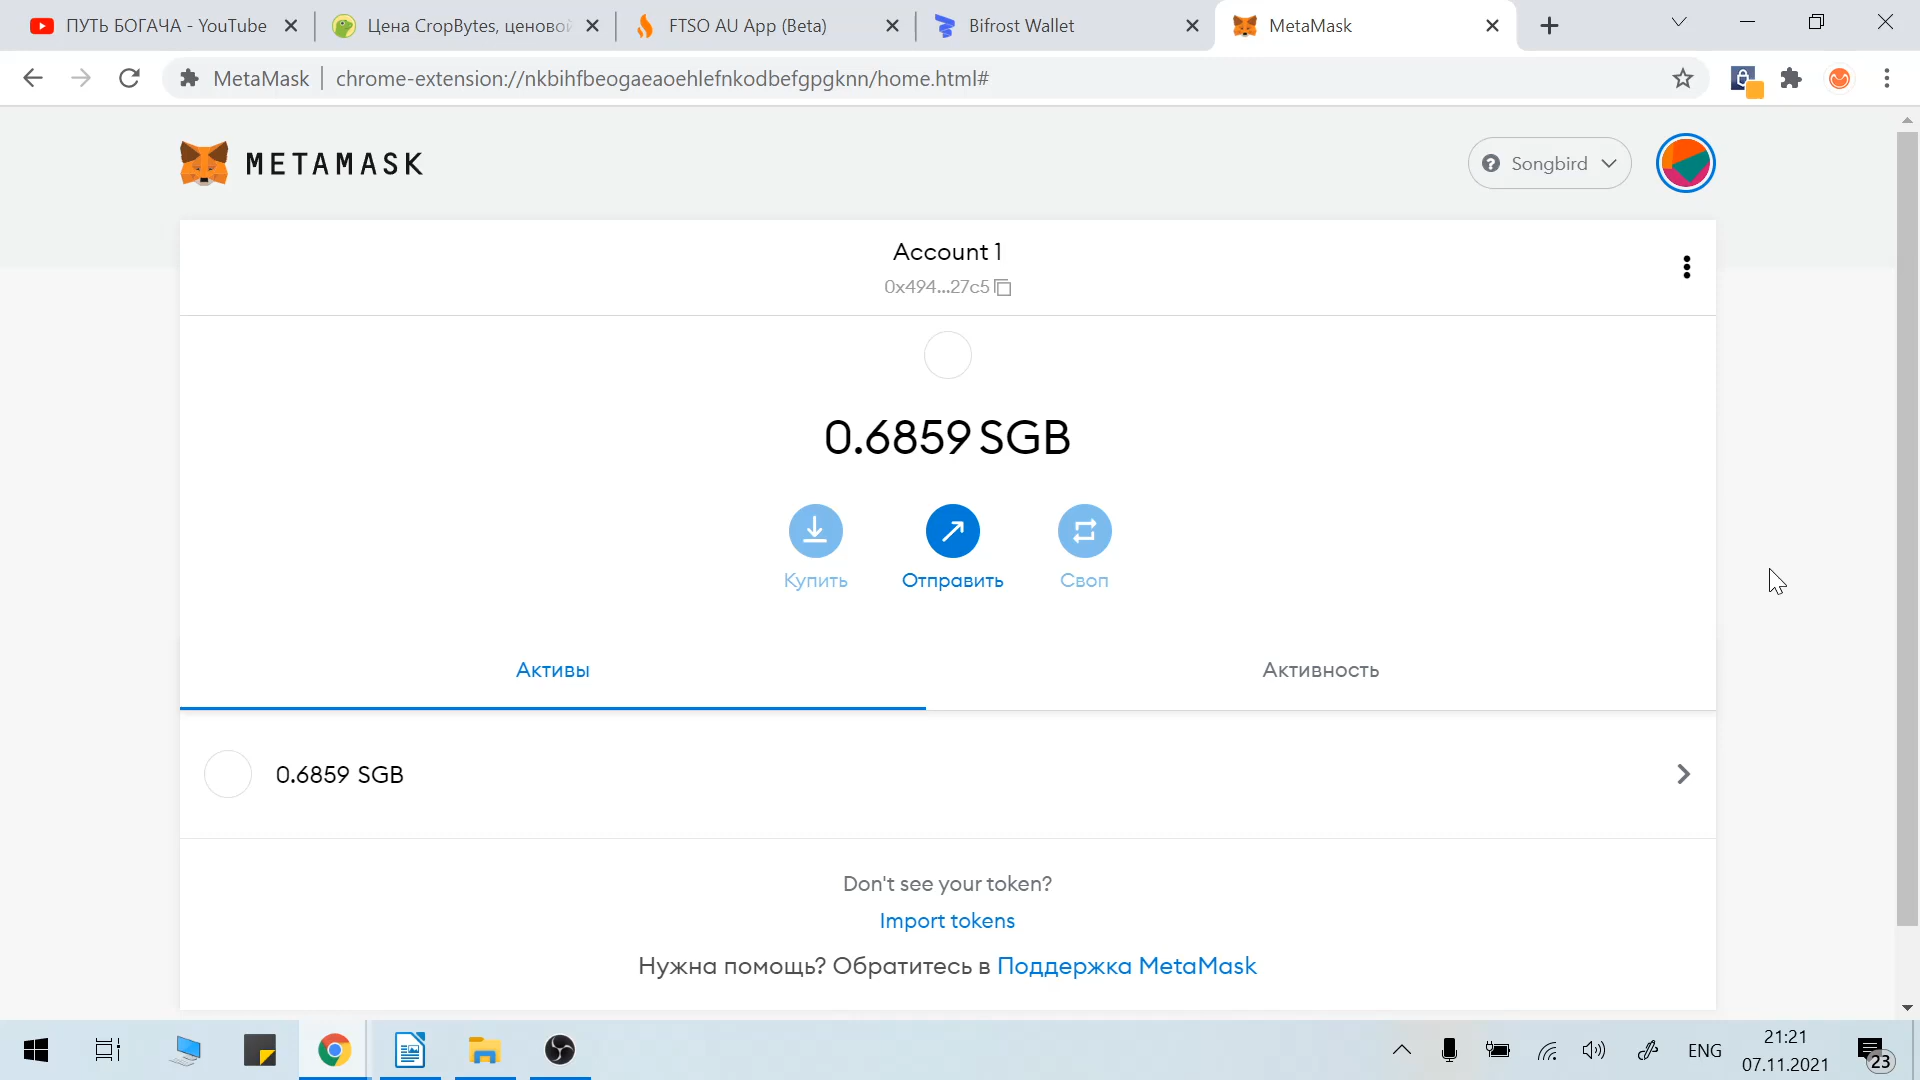 ПУТЬ БОГАЧА - YouTube
Цена CropBytes, ценовой
FTSO AU App (Beta)
Bifrost Wallet
MetaMask
MetaMask
chrome-extension://nkbihfbeogaeaoehlefnkodbefgpgknn/home.html#
METAMASK
Songbird
Account 1
0x494...27c5
0.6859 SGB
Купить
Отправить
Своп
Активы
Активность
0.6859 SGB
Don't see your token?
Import tokens
Нужна помощь? Обратитесь в Поддержка MetaMask
ENG
21:21
07.11.2021
23